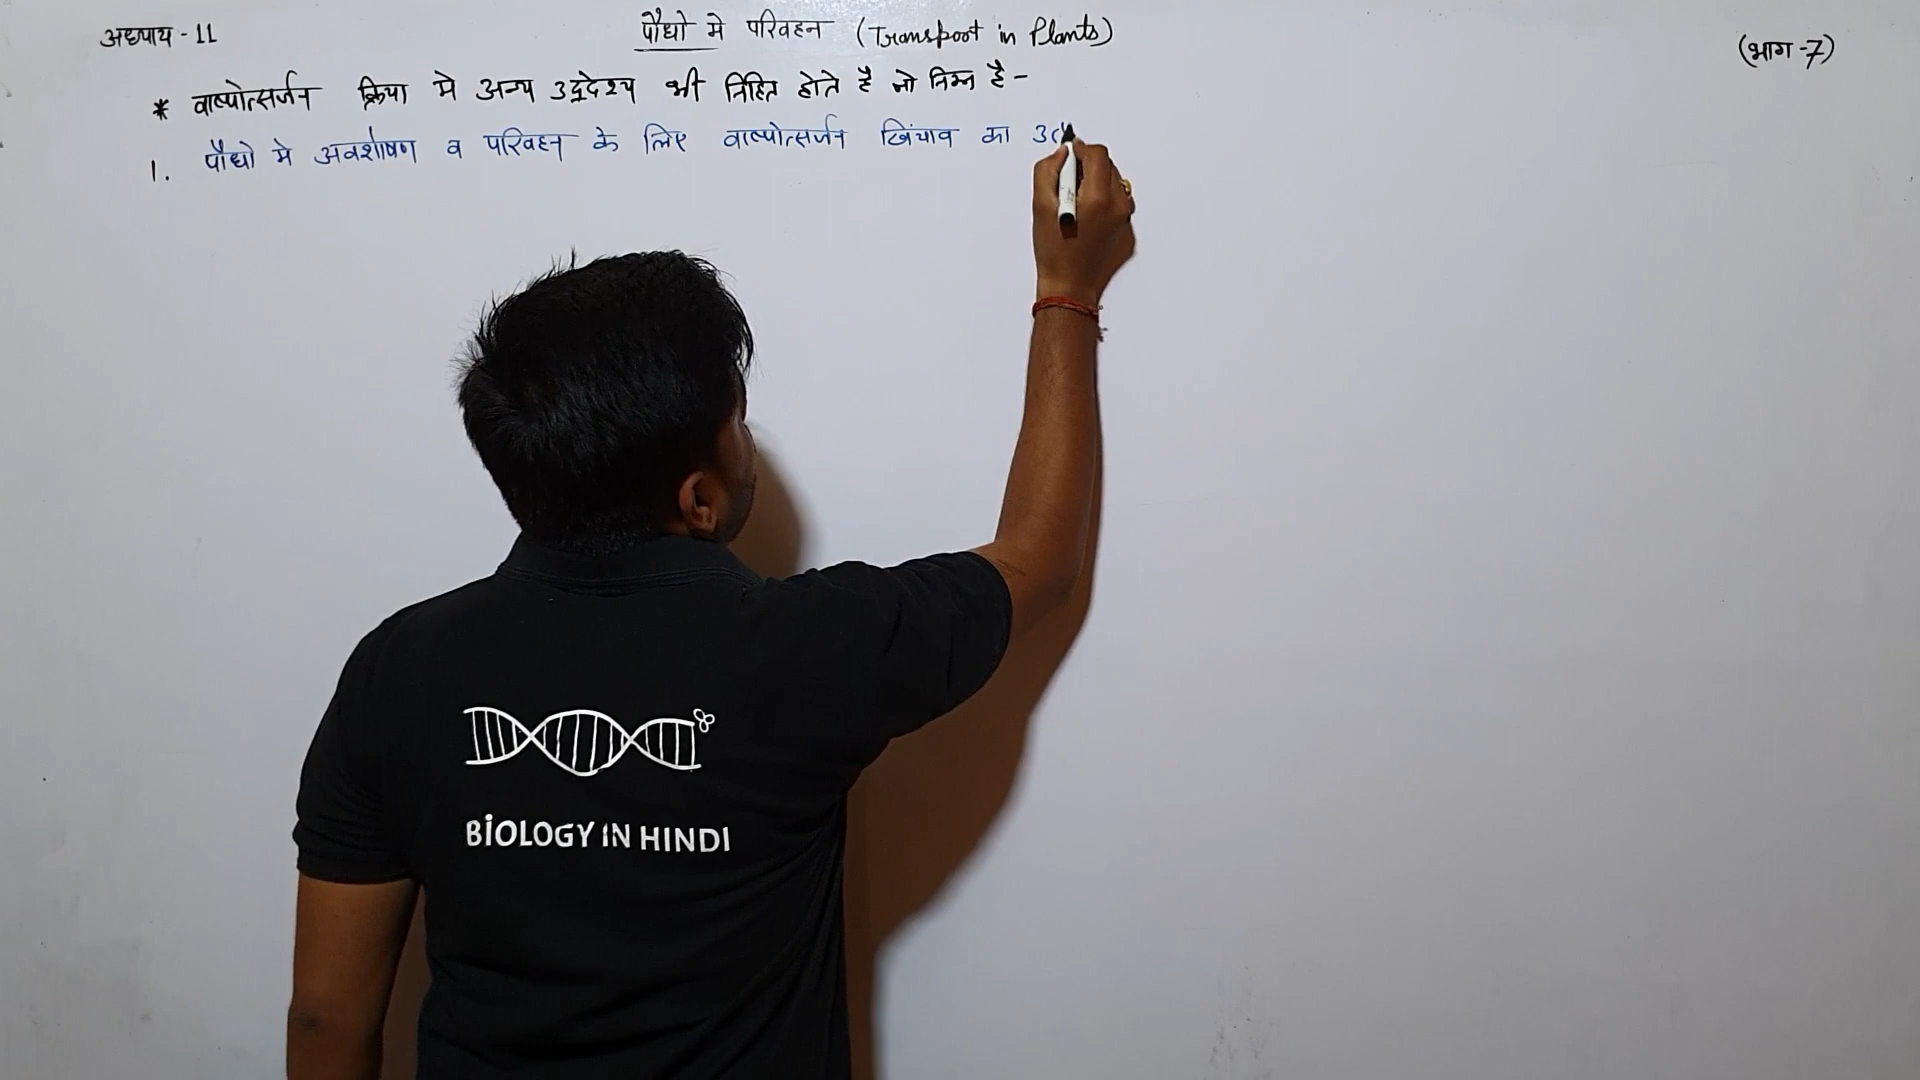 अध्याय - 11
पौधो मे परिवहन (Transport in Plants)
(भाग -7)
* वाष्पोत्सर्जन क्रिया मे अन्य उद्देश्य भी निहित होते है जो निम्न है -
1. पौधो मे अवशोषण व परिवहन के लिए वाष्पोत्सर्जन खिंचाव का
BIOLOGY IN HINDI